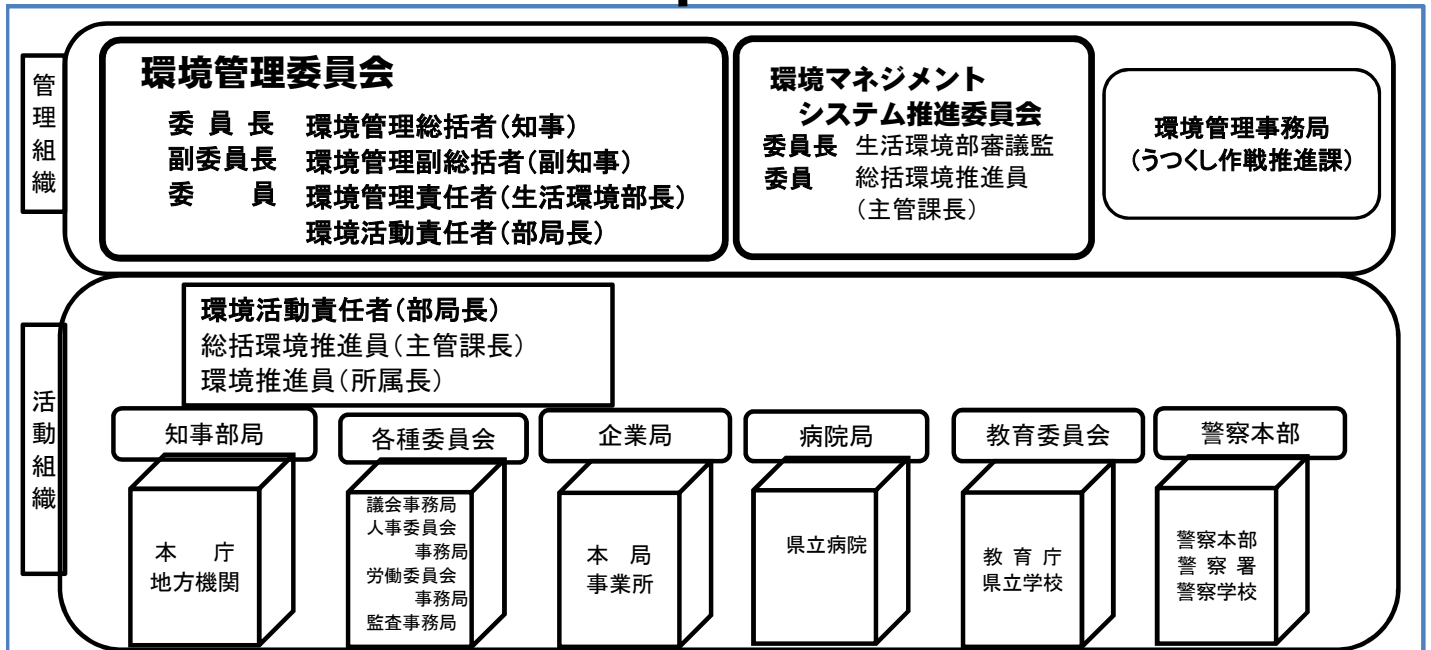 管理組織
環境管理委員会
委 員 長 環境管理総括者(知事)
副委員長 環境管理副総括者(副知事)
委 員 環境管理責任者(生活環境部長)
環境活動責任者(部局長)
環境マネジメント
システム推進委員会
委員長 生活環境部審議監
委員 総括環境推進員
(主管課長)
環境管理事務局
(うつくし作戦推進課)
活動組織
環境活動責任者(部局長)
総括環境推進員(主管課長)
環境推進員(所属長)
知事部局
本 庁
地方機関
各種委員会
議会事務局
人事委員会
事務局
労働委員会
事務局
監査事務局
企業局
本 局
事業所
病院局
県立病院
教育委員会
教 育 庁
県立学校
警察本部
警察本部
警 察 署
警察学校